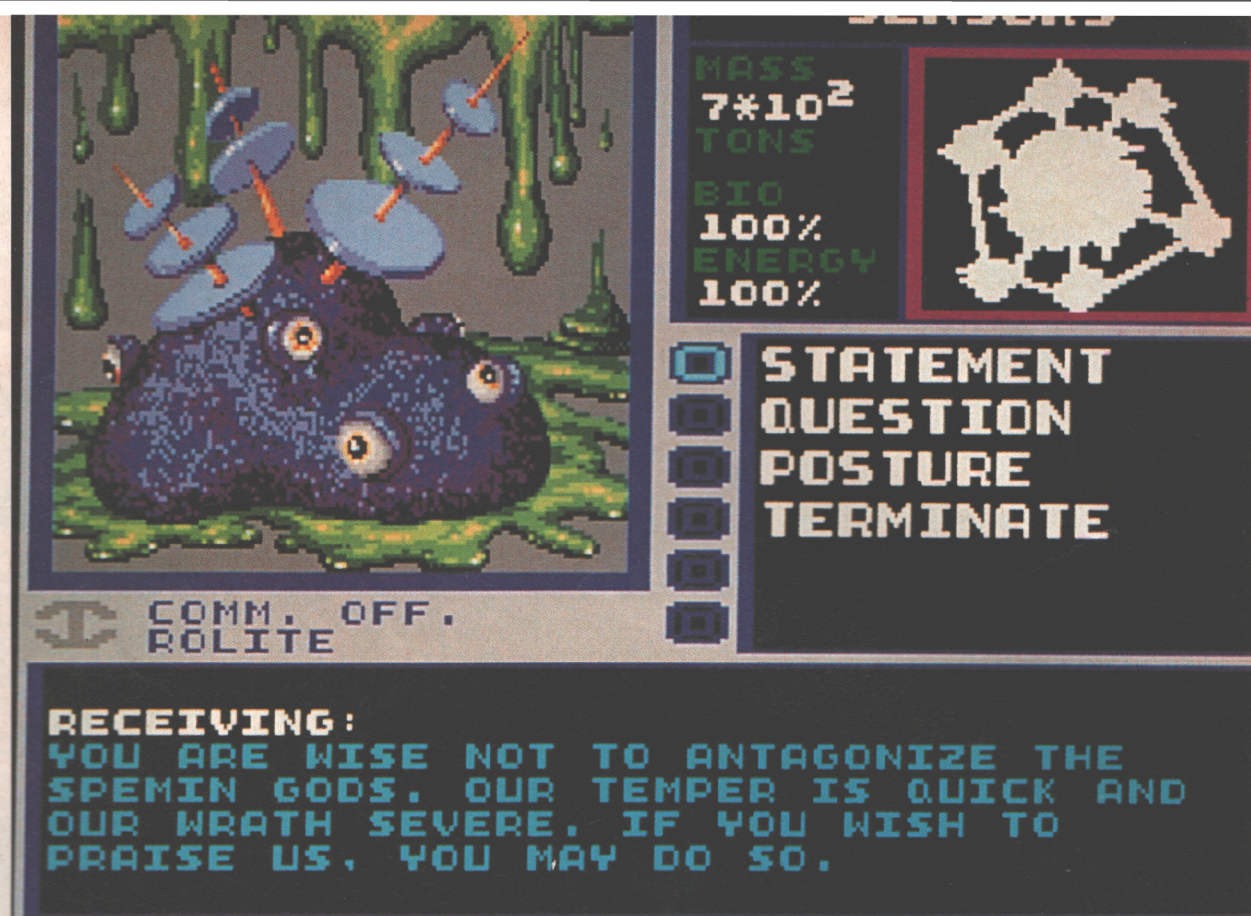 SENSORS
MASS
7*10²
TONS
BIO
100%
ENERGY
100%
STATEMENT
QUESTION
POSTURE
TERMINATE
COMM. OFF.
ROLITE
RECEIVING:
YOU ARE WISE NOT TO ANTAGONIZE THE
SPEMIN GODS. OUR TEMPER IS QUICK AND
OUR WRATH SEVERE. IF YOU WISH TO
PRAISE US, YOU MAY DO SO.